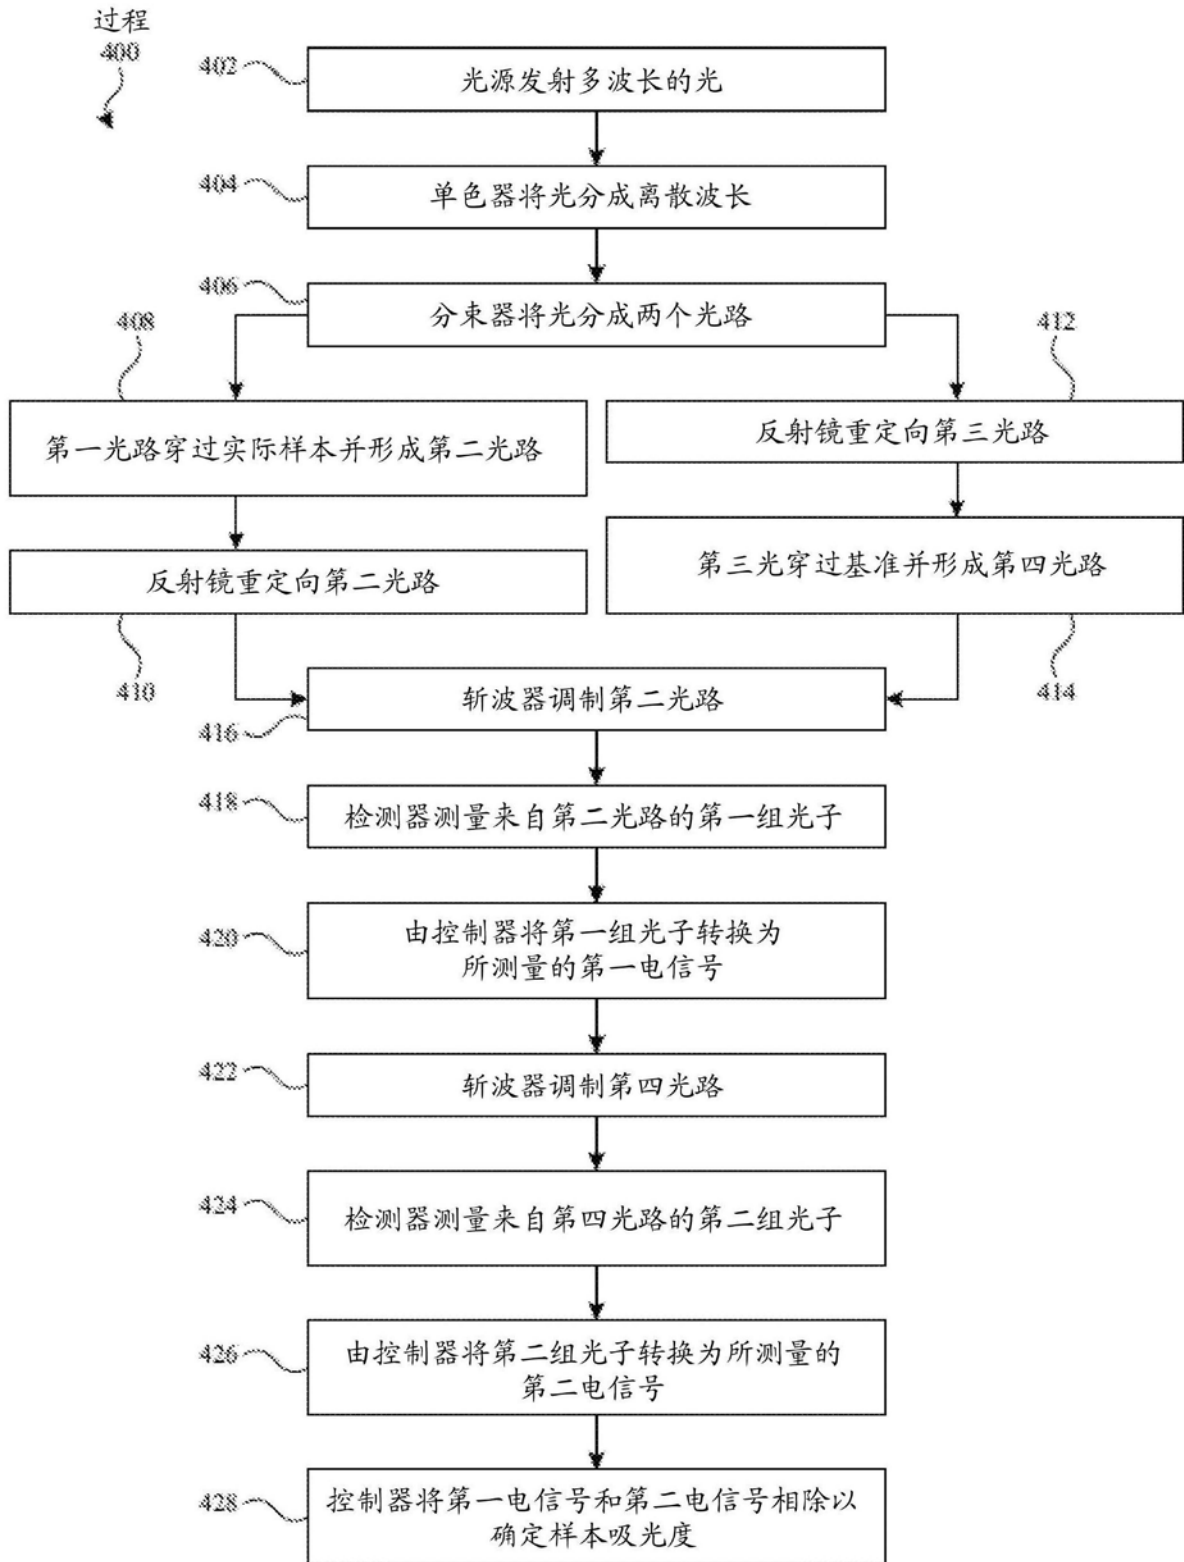 过程
400
402
光源发射多波长的光
404
单色器将光分成离散波长
406
分束器将光分成两个光路
408
412
第一光路穿过实际样本并形成第二光路
反射镜重定向第三光路
反射镜重定向第二光路
第三光穿过基准并形成第四光路
410
414
斩波器调制第二光路
416
418
检测器测量来自第二光路的第一组光子
420
由控制器将第一组光子转换为
所测量的第一电信号
422
斩波器调制第四光路
424
检测器测量来自第四光路的第二组光子
426
由控制器将第二组光子转换为所测量的
第二电信号
428
控制器将第一电信号和第二电信号相除以
确定样本吸光度